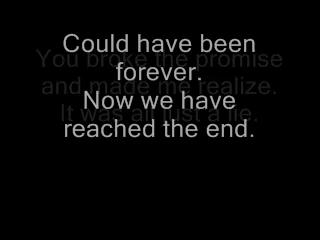 Could have been
forever.
Now we have
reached the end.
You broke the promise
and made me realize.
It was all just a lie.